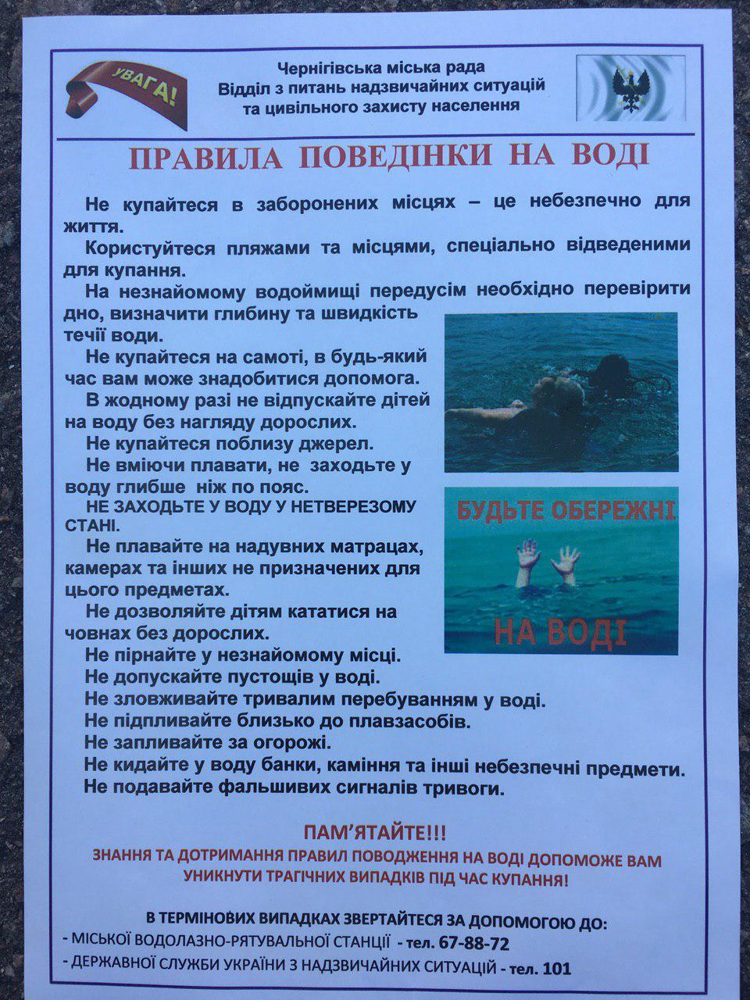 УВАГА!
Чернігівська міська рада
Відділ з питань надзвичайних ситуацій
та цивільного захисту населення
ПРАВИЛА ПОВЕДІНКИ НА ВОДІ
Не купайтеся в заборонених місцях – це небезпечно для
життя.
Користуйтеся пляжами та місцями, спеціально відведеними
для купання.
На незнайомому водоймищі передусім необхідно перевірити
дно, визначити глибину та швидкість
течії води.
Не купайтеся на самоті, в будь-який
час вам може знадобитися допомога.
В жодному разі не відпускайте дітей
на воду без нагляду дорослих.
Не купайтеся поблизу джерел.
Не вміючи плавати, не заходьте у
воду глибше ніж по пояс.
НЕ ЗАХОДЬТЕ У ВОДУ У НЕТВЕРЕЗОМУ
СТАНІ.
Не плавайте на надувних матрацах,
камерах та інших не призначених для
цього предметах.
Не дозволяйте дітям кататися на
човнах без дорослих.
БУДЬТЕ ОБЕРЕЖНІ
НА ВОДІ
Не пірнайте у незнайомому місці.
Не допускайте пустощів у воді.
Не зловживайте тривалим перебуванням у воді.
Не підпливайте близько до плавзасобів.
Не запливайте за огорожі.
Не кидайте у воду банки, каміння та інші небезпечні предмети.
Не подавайте фальшивих сигналів тривоги.
ПАМ’ЯТАЙТЕ!!!
ЗНАННЯ ТА ДОТРИМАННЯ ПРАВИЛ ПОВОДЖЕННЯ НА ВОДІ ДОПОМОЖЕ ВАМ
УНИКНУТИ ТРАГІЧНИХ ВИПАДКІВ ПІД ЧАС КУПАННЯ!
В ТЕРМІНОВИХ ВИПАДКАХ ЗВЕРТАЙТЕСЯ ЗА ДОПОМОГОЮ ДО:
- МІСЬКОЇ ВОДОЛАЗНО-РЯТУВАЛЬНОЇ СТАНЦІЇ - тел. 67-88-72
- ДЕРЖАВНОЇ СЛУЖБИ УКРАЇНИ З НАДЗВИЧАЙНИХ СИТУАЦІЙ - тел. 101